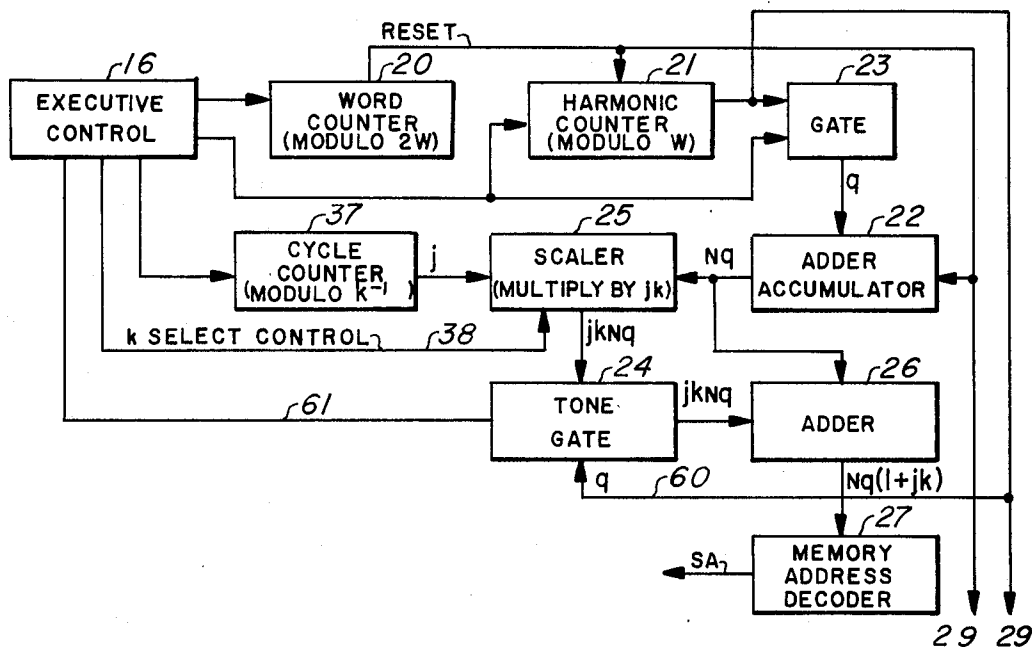 RESET
16
20
21
23
EXECUTIVE
CONTROL
WORD
COUNTER
(MODULO 2W)
HARMONIC
COUNTER
(MODULO W)
GATE
q
37
25
22
CYCLE
COUNTER
(MODULO k-1)
j
SCALER
(MULTIPLY BY jk)
Nq
ADDER
ACCUMULATOR
k SELECT CONTROL
38
jkNq
24
26
61
TONE
GATE
jkNq
ADDER
q
60
Nq(1+jk)
27
SA
MEMORY
ADDRESS
DECODER
29
29